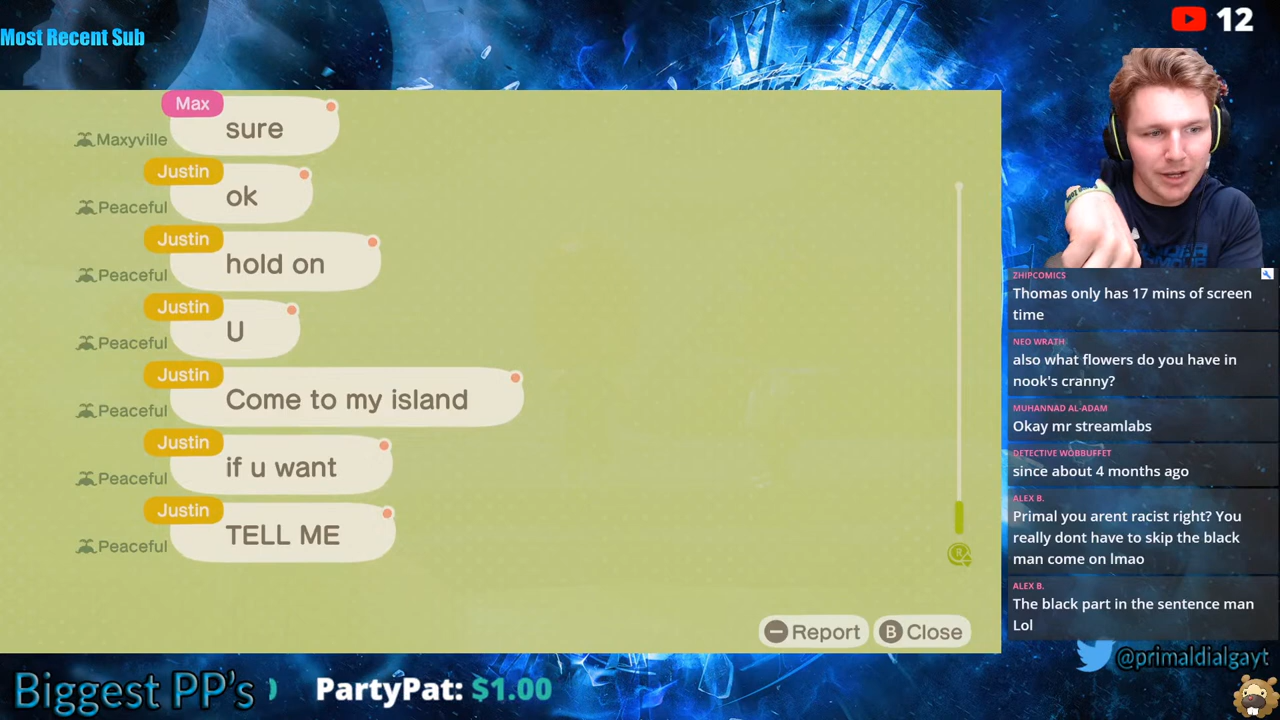 Most Recent Sub
12
Max
sure
Maxyville
Justin
ok
Peaceful
Justin
hold on
Peaceful
Justin
U
Peaceful
Justin
Come to my island
Peaceful
Justin
if u want
Peaceful
Justin
TELL ME
Peaceful
R
Report
B Close
ZHIPCOMICS
Thomas only has 17 mins of screen
time
NEO WRATH
also what flowers do you have in
nook's cranny?
MUHANNAD AL-ADAM
Okay mr streamlabs
DETECTIVE WOBBUFFET
since about 4 months ago
ALEX B.
Primal you arent racist right? You
really dont have to skip the black
man come on lmao
ALEX B.
The black part in the sentence man
Lol
@primaldialgayt
Biggest PP's
) PartyPat: $1.00